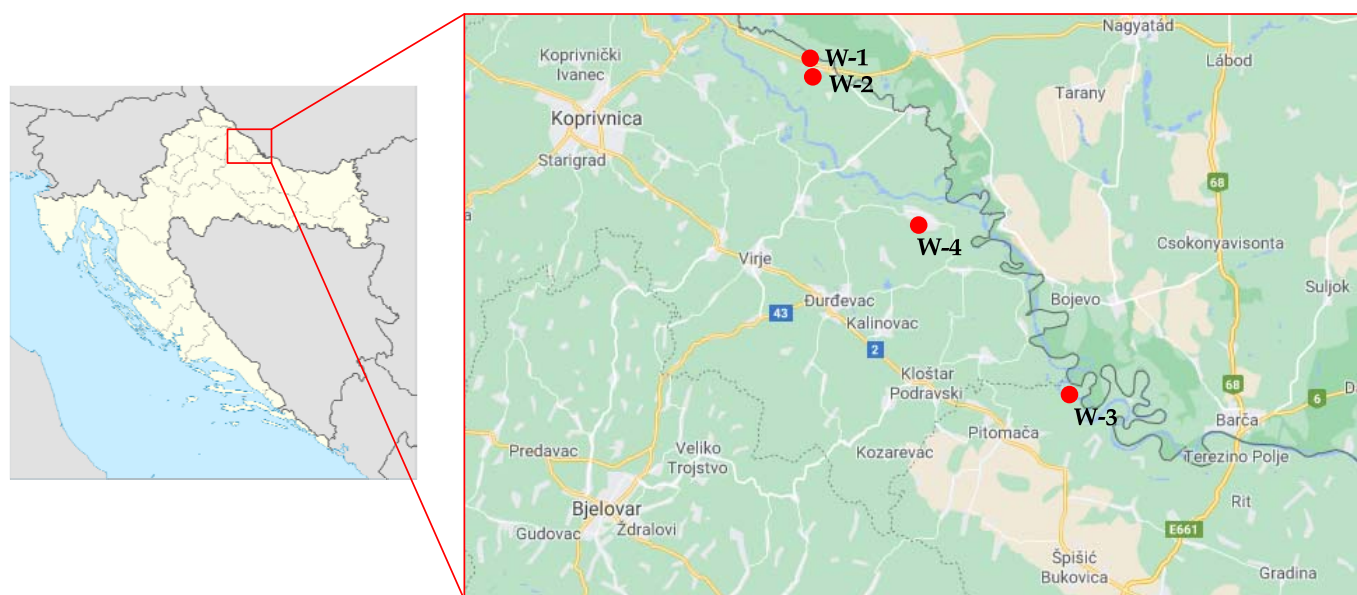 Nagyatád
Koprivnički
Ivanec
W-1
Lábod
W-2
Tarany
Koprivnica
Starigrad
68
a
W-4
Csokonyavisonta
Virje
Suljok
Đurđevac
Bojevo
43
Kalinovac
2
Kloštar
Podravski
68
6
D
W-3
Barča
Pitomača
Predavac
Veliko
Trojstvo
Kozarevac
Terezino Polje
Rit
Bjelovar
Gudovac
Ždralovi
E661
Špišić
Bukovica
Gradina